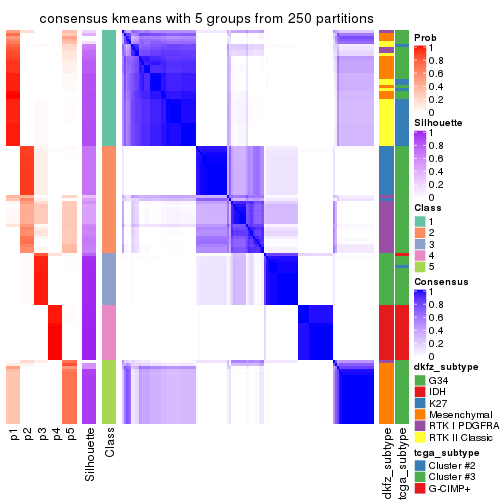 consensus kmeans with 5 groups from 250 partitions
Prob
1
0.8
0.6
0.4
0.2
0
Silhouette
1
0.8
0.6
0.4
0.2
0
Class
1
2
3
4
5
Consensus
1
0.8
0.6
0.4
0.2
0
dkfz_subtype
G34
IDH
K27
Mesenchymal
RTK I PDGFRA
RTK II Classic
tcga_subtype
Cluster #2
Cluster #3
G-CIMP+
p1
p2
p3
p4
p5
Silhouette
Class
dkfz_subtype
tcga_subtype